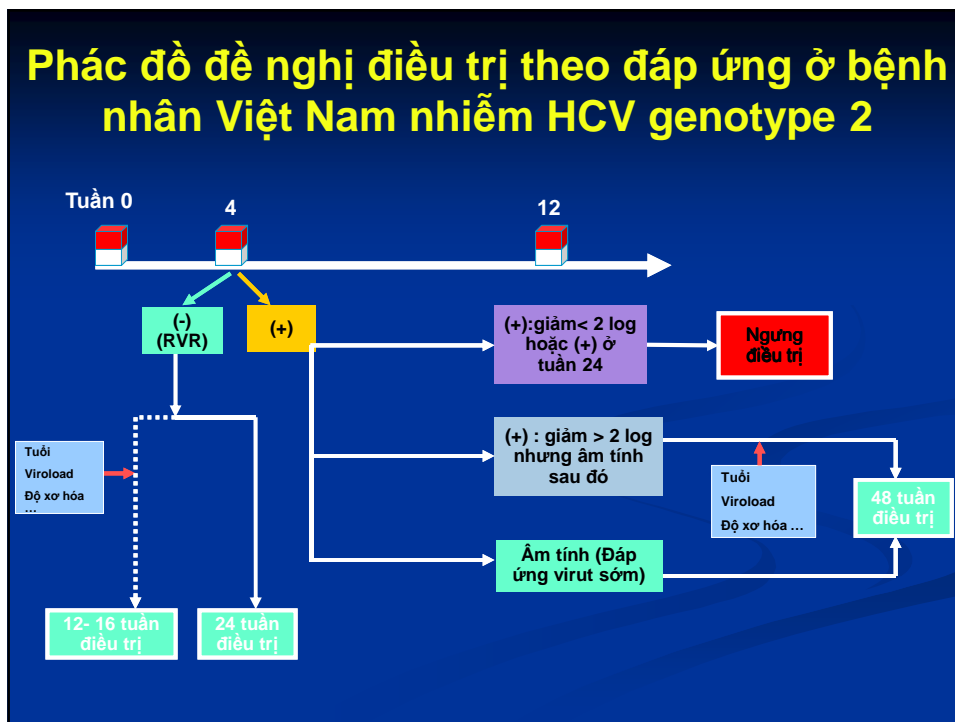 Phác đồ đề nghị điều trị theo đáp ứng ở bệnh
nhân Việt Nam nhiễm HCV genotype 2
Tuần 0
4
12
(-)
(RVR)
(+)
(+):giảm< 2 log
hoặc (+) ở
tuần 24
Ngưng
điều trị
Tuổi
Viroload
Độ xơ hóa
...
(+) : giảm > 2 log
nhưng âm tính
sau đó
Tuổi
Viroload
Độ xơ hóa ...
48 tuần
điều trị
Âm tính (Đáp
ứng virut sớm)
12- 16 tuần
điều trị
24 tuần
điều trị